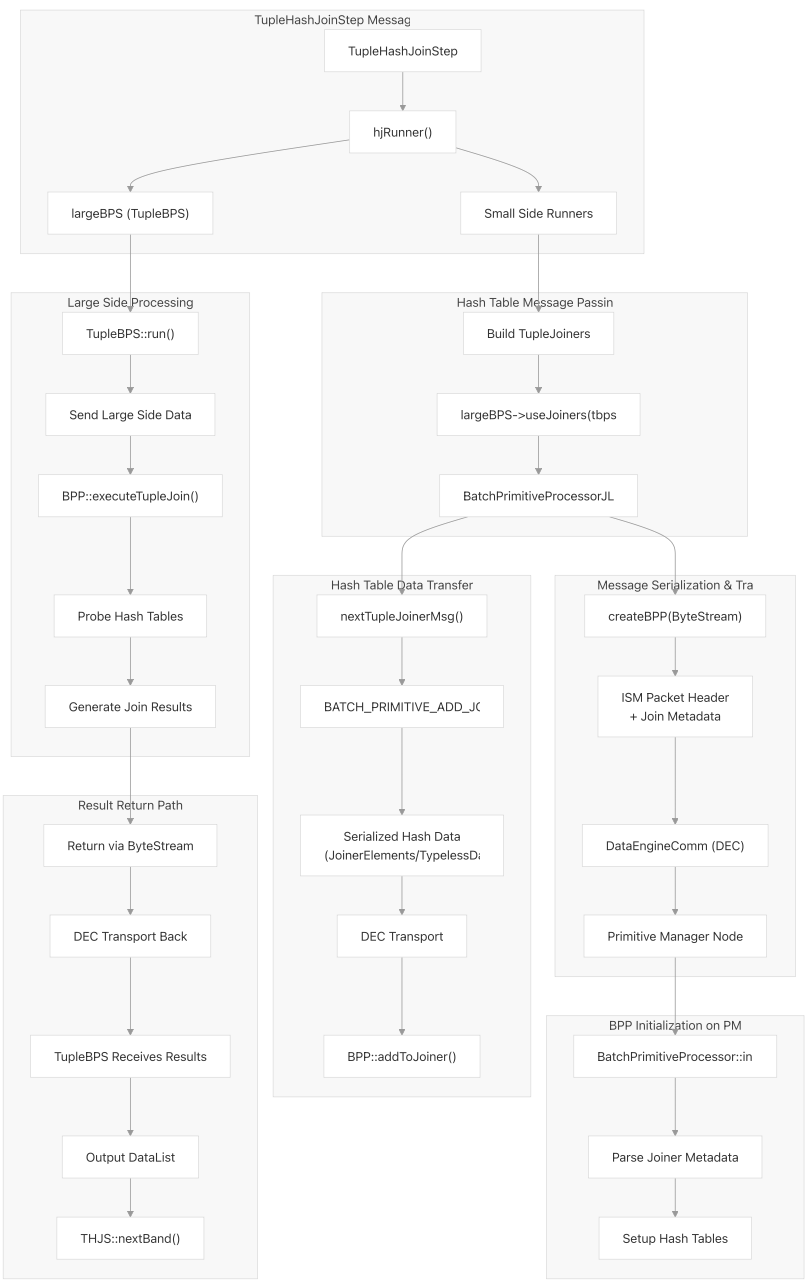 TupleHashJoinStep Messag
TupleHashJoinStep
hjRunner()
largeBPS (TupleBPS)
Small Side Runners
Large Side Processing
TupleBPS::run()
Send Large Side Data
BPP::executeTupleJoin()
Probe Hash Tables
Generate Join Results
Hash Table Message Passin
Build TupleJoiners
largeBPS->useJoiners(tbps
BatchPrimitiveProcessorJL
Hash Table Data Transfer
nextTupleJoinerMsg()
BATCH_PRIMITIVE_ADD_JC
Serialized Hash Data
(JoinerElements/TypelessDa
DEC Transport
BPP::addToJoiner()
Message Serialization & Tra
createBPP(ByteStream)
ISM Packet Header
+ Join Metadata
DataEngineComm (DEC)
Primitive Manager Node
Result Return Path
Return via ByteStream
DEC Transport Back
TupleBPS Receives Results
Output DataList
THJS::nextBand()
BPP Initialization on PM
BatchPrimitiveProcessor::in
Parse Joiner Metadata
Setup Hash Tables